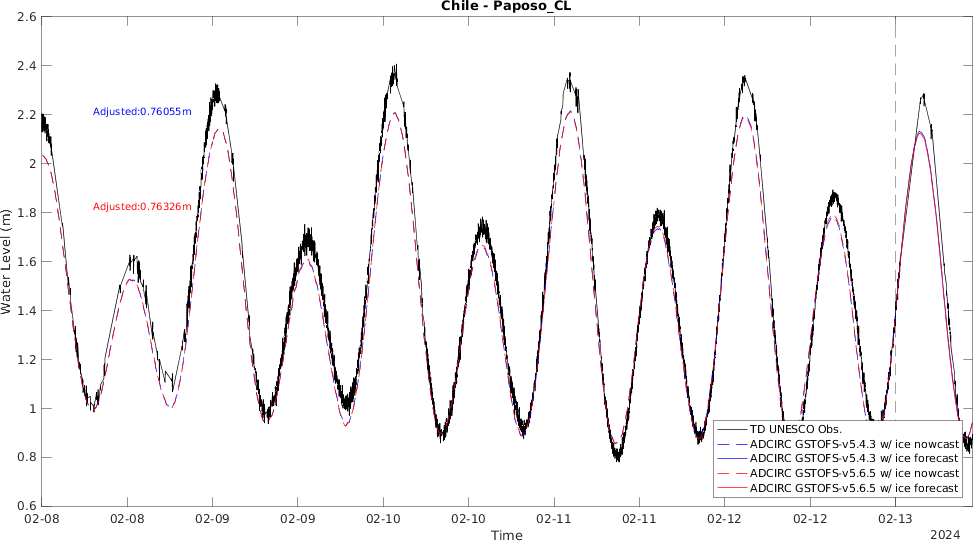 Chile - Paposo_CL
2.6
2.4
2.2
2
1.8
1.6
1.4
1.2
1
0.8
0.6
Water Level (m)
Adjusted:0.76055m
Adjusted:0.76326m
TD UNESCO Obs.
ADCIRC GSTOFS-v5.4.3 w/ ice nowcast
ADCIRC GSTOFS-v5.4.3 w/ ice forecast
ADCIRC GSTOFS-v5.6.5 w/ ice nowcast
ADCIRC GSTOFS-v5.6.5 w/ ice forecast
02-08 02-08 02-09 02-09 02-10 02-10 02-11 02-11 02-12 02-12 02-13
Time
2024